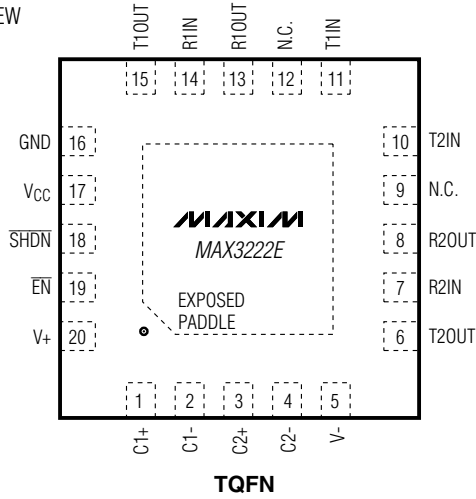 EW
T1OUT
R1IN
R1OUT
N.C.
T1IN
15
14
13
12
11
GND 16
VCC 17
SHDN 18
EN 19
V+ 20
10 T2IN
9 N.C.
8 R2OUT
7 R2IN
6 T2OUT
MAXIM
MAX3222E
EXPOSED
PADDLE
1
2
3
4
5
C1+
C1-
C2+
C2-
V-
TQFN